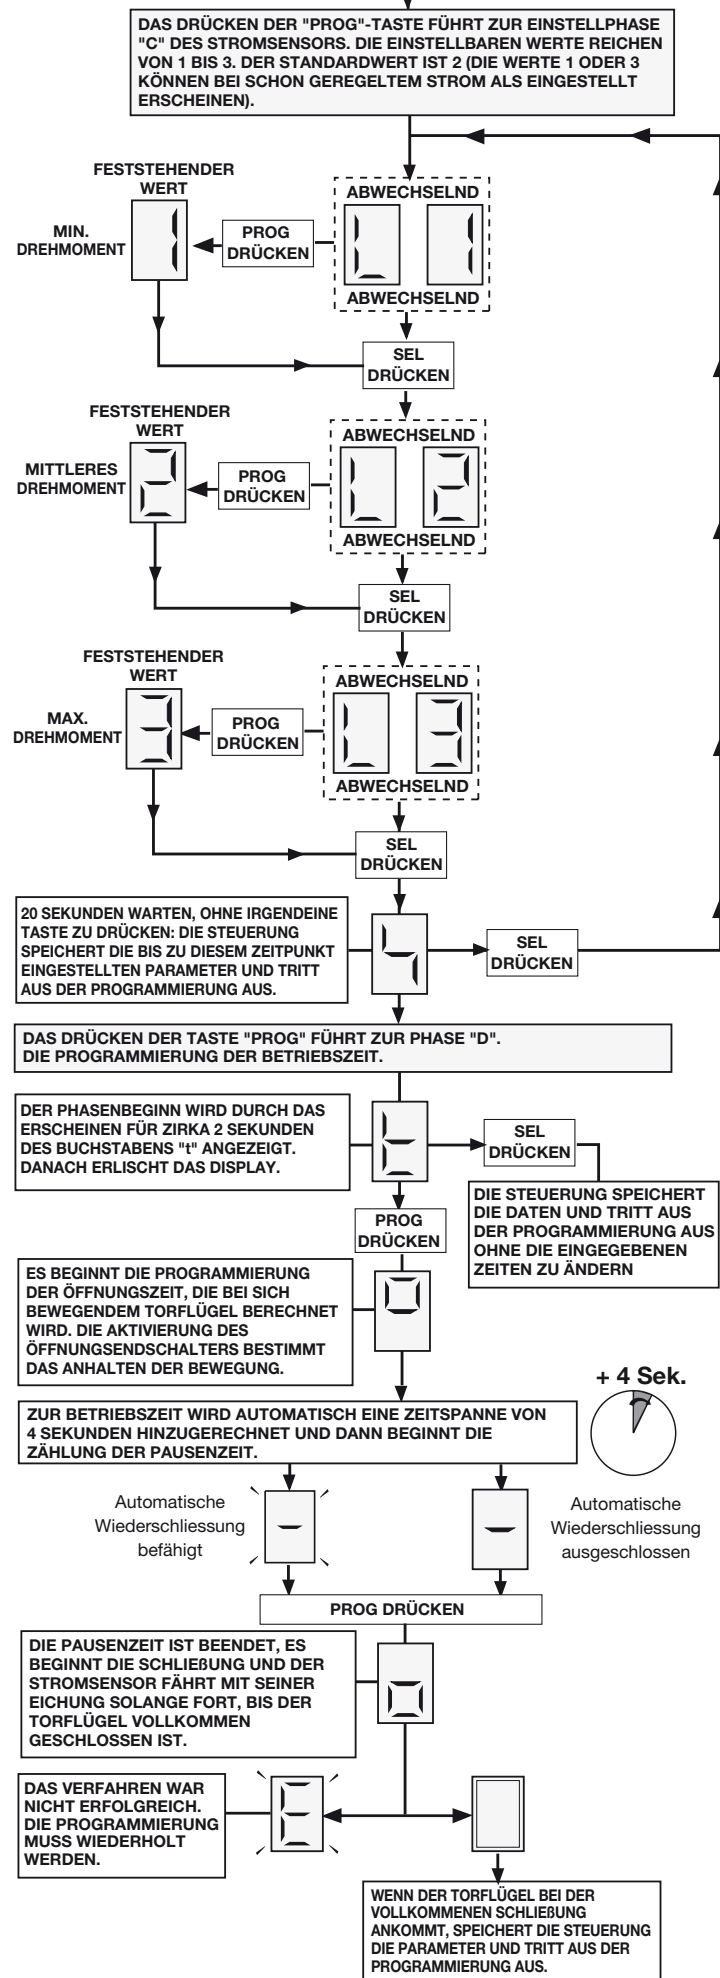 DAS DRÜCKEN DER "PROG"-TASTE FÜHRT ZUR EINSTELLPHASE
"C" DES STROMSENSORS. DIE EINSTELLBAREN WERTE REICHEN
VON 1 BIS 3. DER STANDARDWERT IST 2 (DIE WERTE 1 ODER 3
KÖNNEN BEI SCHON GEREGELTEM STROM ALS EINGESTELLT
ERSCHEINEN).
FESTSTEHENDER
WERT
MIN.
DREHMOMENT
1
PROG
DRÜCKEN
ABWECHSELND
L 1
ABWECHSELND
SEL
DRÜCKEN
FESTSTEHENDER
WERT
MITTLERES
DREHMOMENT
2
PROG
DRÜCKEN
ABWECHSELND
L 2
ABWECHSELND
SEL
DRÜCKEN
FESTSTEHENDER
WERT
MAX.
DREHMOMENT
3
PROG
DRÜCKEN
ABWECHSELND
L 3
ABWECHSELND
SEL
DRÜCKEN
20 SEKUNDEN WARTEN, OHNE IRGENDEINE
TASTE ZU DRÜCKEN: DIE STEUERUNG
SPEICHERT DIE BIS ZU DIESEM ZEITPUNKT
EINGESTELLTEN PARAMETER UND TRITT
AUS DER PROGRAMMIERUNG AUS.
SEL
DRÜCKEN
DAS DRÜCKEN DER TASTE "PROG" FÜHRT ZUR PHASE "D".
DIE PROGRAMMIERUNG DER BETRIEBSZEIT.
DER PHASENBEGINN WIRD DURCH DAS
ERSCHEINEN FÜR ZIRKA 2 SEKUNDEN
DES BUCHSTABENS "t" ANGEZEIGT.
DANACH ERLISCHT DAS DISPLAY.
t
SEL
DRÜCKEN
DIE STEUERUNG SPEICHERT
DIE DATEN UND TRITT AUS
DER PROGRAMMIERUNG AUS
OHNE DIE EINGEGEBENEN
ZEITEN ZU ÄNDERN
PROG
DRÜCKEN
ES BEGINNT DIE PROGRAMMIERUNG
DER ÖFFNUNGSZEIT, DIE BEI SICH
BEWEGENDEM TORFLÜGEL BERECHNET
WIRD. DIE AKTIVIERUNG DES
ÖFFNUNGSENDSCHALTERS BESTIMMT
DAS ANHALTEN DER BEWEGUNG.
o
+ 4 Sek.
ZUR BETRIEBSZEIT WIRD AUTOMATISCH EINE ZEITSPANNE VON
4 SEKUNDEN HINZUGERECHNET UND DANN BEGINNT DIE
ZÄHLUNG DER PAUSENZEIT.
Automatische
Wiederschliessung
befähigt
-
-
Automatische
Wiederschliessung
ausgeschlossen
PROG DRÜCKEN
DIE PAUSENZEIT IST BEENDET, ES
BEGINNT DIE SCHLIEßUNG UND DER
STROMSENSOR FÄHRT MIT SEINER
EICHUNG SOLANGE FORT, BIS DER
TORFLÜGEL VOLLKOMMEN
GESCHLOSSEN IST.
o
DAS VERFAHREN WAR
NICHT ERFOLGREICH.
DIE PROGRAMMIERUNG
MUSS WIEDERHOLT
WERDEN.
E
WENN DER TORFLÜGEL BEI DER
VOLLKOMMENEN SCHLIEßUNG
ANKOMMT, SPEICHERT DIE STEUERUNG
DIE PARAMETER UND TRITT AUS DER
PROGRAMMIERUNG AUS.